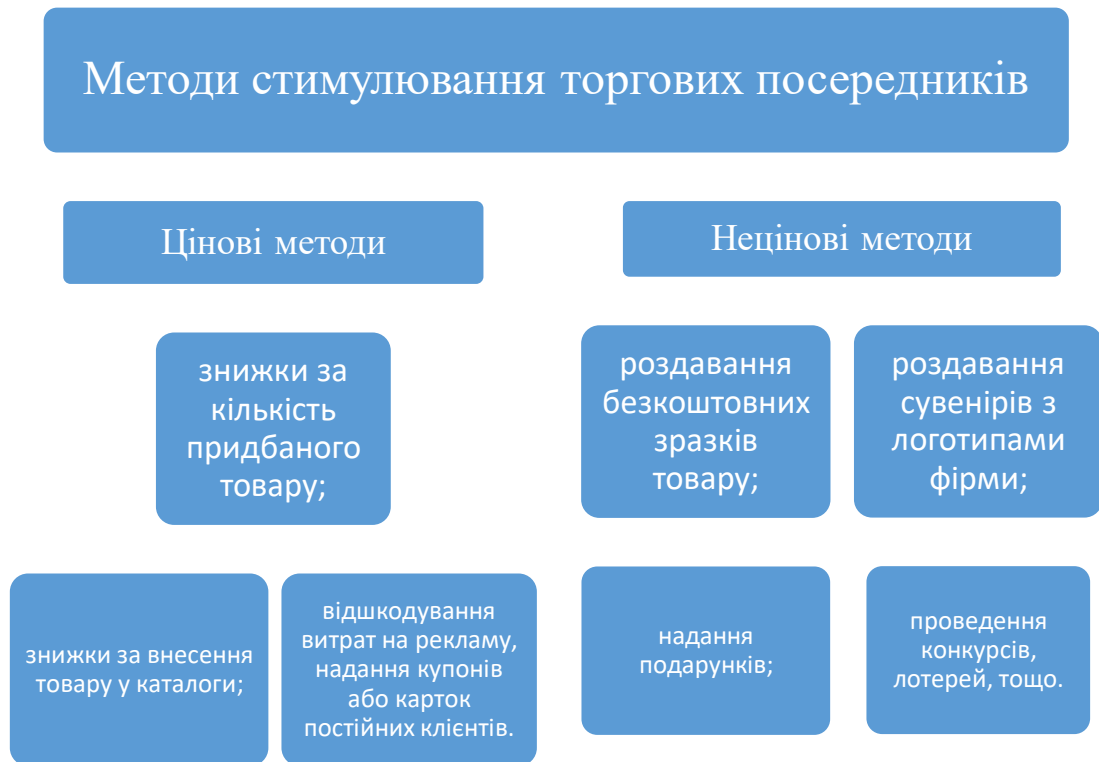 Методи стимулювання торгових посередників
Цінові методи
Нецінові методи
знижки за
кількість
придбаного
товару;
роздавання
безкоштовних
зразків
товару;
роздавання
сувенірів з
логотипами
фірми;
знижки за внесення
товару у каталоги;
відшкодування
витрат на рекламу,
надання купонів
або карток
постійних клієнтів.
надання
подарунків;
проведення
конкурсів,
лотерей, тощо.